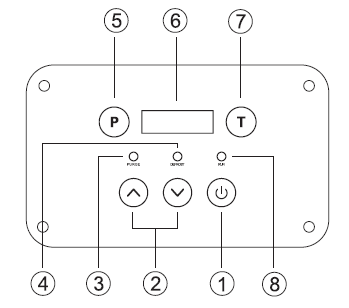 ⑤ ⑥ ⑦
P T
PURGE DEFROST RUN
④ ③ ② ① ⑧